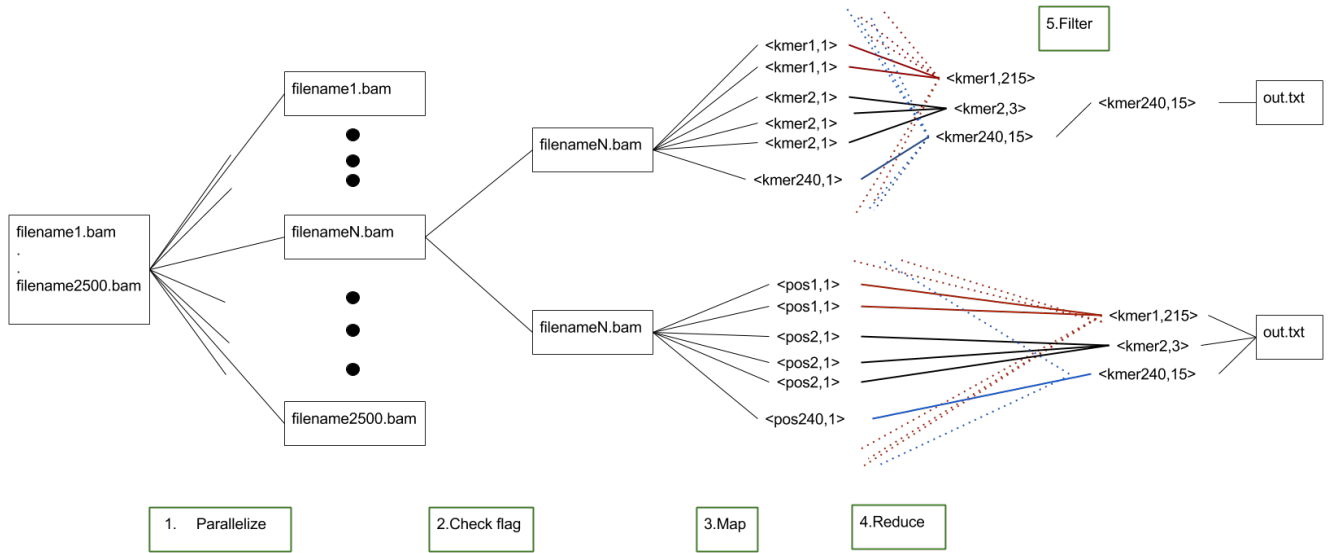 5.Filter
<kmer1,1>
<kmer1,1>
<kmer2,1>
<kmer2,1>
<kmer2,1>
<kmer240,1>
<kmer1,215>
<kmer2,3>
<kmer240,15>
<kmer240,15>
out.txt
filename1.bam
filenameN.bam
filename1.bam
.
.
filename2500.bam
filenameN.bam
filenameN.bam
filename2500.bam
<pos1,1>
<pos1,1>
<pos2,1>
<pos2,1>
<pos2,1>
<pos240,1>
<kmer1,215>
<kmer2,3>
<kmer240,15>
out.txt
1. Parallelize
2.Check flag
3.Map
4.Reduce